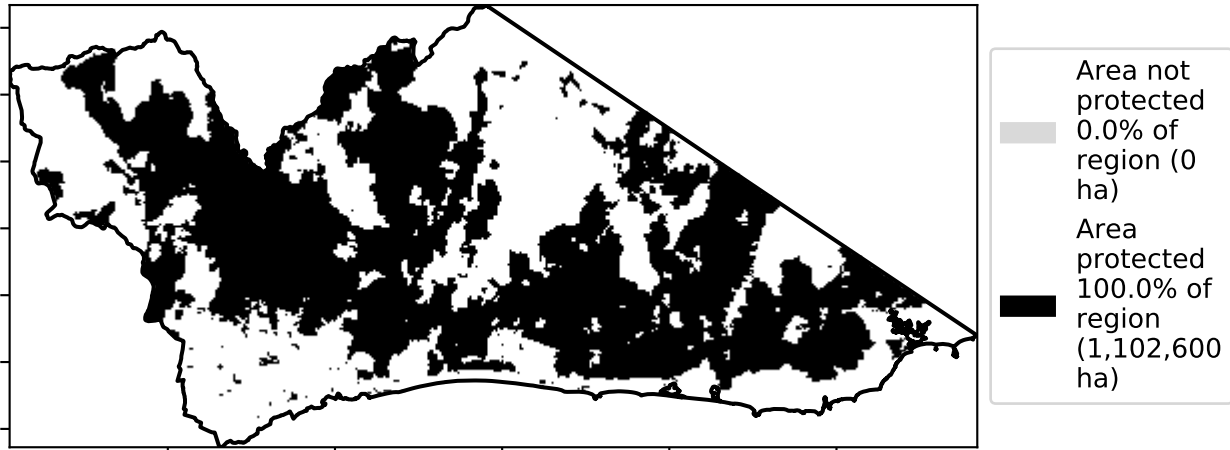 Area not
protected
0.0% of
region (0
ha)
Area
protected
100.0% of
region
(1,102,600
ha)